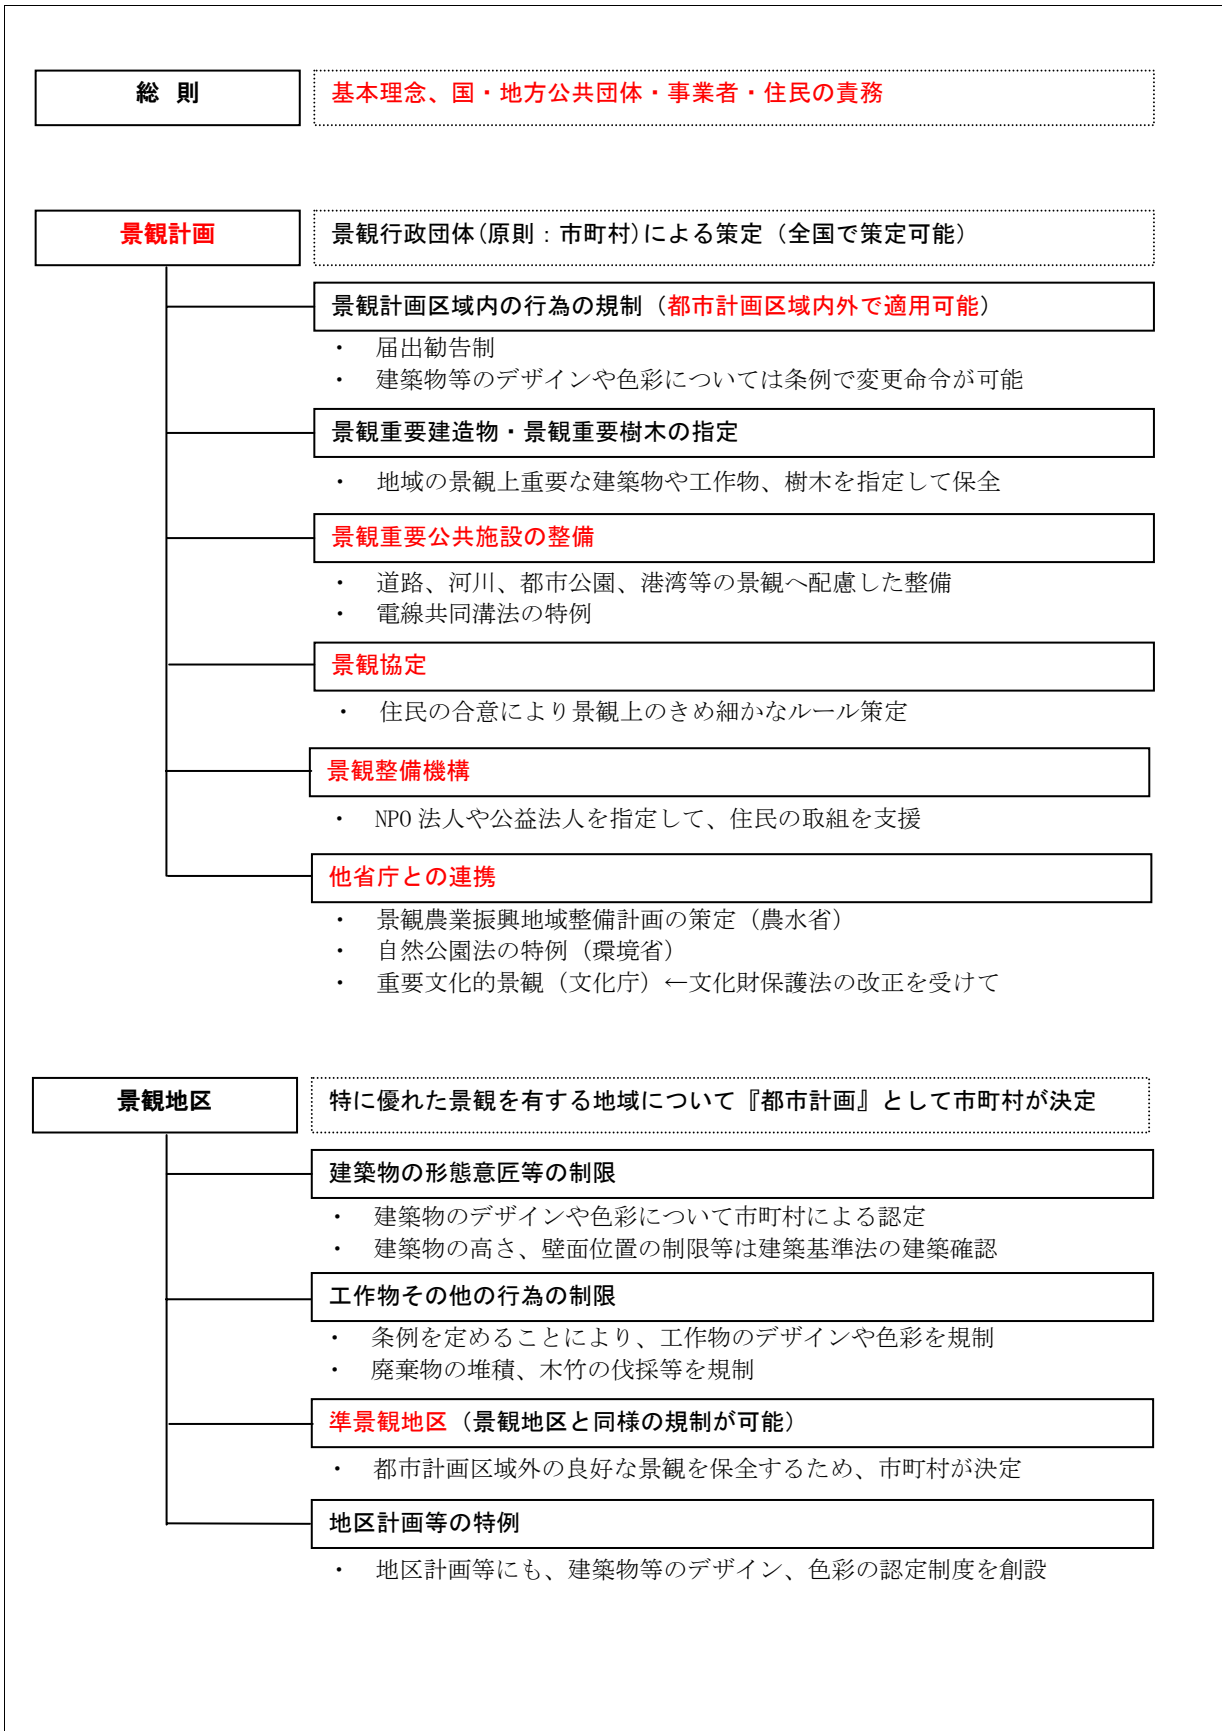 総 則
基本理念、国・地方公共団体・事業者・住民の責務
景観計画
景観行政団体(原則：市町村)による策定（全国で策定可能）
景観計画区域内の行為の規制（都市計画区域内外で適用可能）
・ 届出勧告制
・ 建築物等のデザインや色彩については条例で変更命令が可能
景観重要建造物・景観重要樹木の指定
・ 地域の景観上重要な建築物や工作物、樹木を指定して保全
景観重要公共施設の整備
・ 道路、河川、都市公園、港湾等の景観へ配慮した整備
・ 電線共同溝法の特例
景観協定
・ 住民の合意により景観上のきめ細かなルール策定
景観整備機構
・ NPO 法人や公益法人を指定して、住民の取組を支援
他省庁との連携
・ 景観農業振興地域整備計画の策定（農水省）
・ 自然公園法の特例（環境省）
・ 重要文化的景観（文化庁）←文化財保護法の改正を受けて
景観地区
特に優れた景観を有する地域について『都市計画』として市町村が決定
建築物の形態意匠等の制限
・ 建築物のデザインや色彩について市町村による認定
・ 建築物の高さ、壁面位置の制限等は建築基準法の建築確認
工作物その他の行為の制限
・ 条例を定めることにより、工作物のデザインや色彩を規制
・ 廃棄物の堆積、木竹の伐採等を規制
準景観地区（景観地区と同様の規制が可能）
・ 都市計画区域外の良好な景観を保全するため、市町村が決定
地区計画等の特例
・ 地区計画等にも、建築物等のデザイン、色彩の認定制度を創設